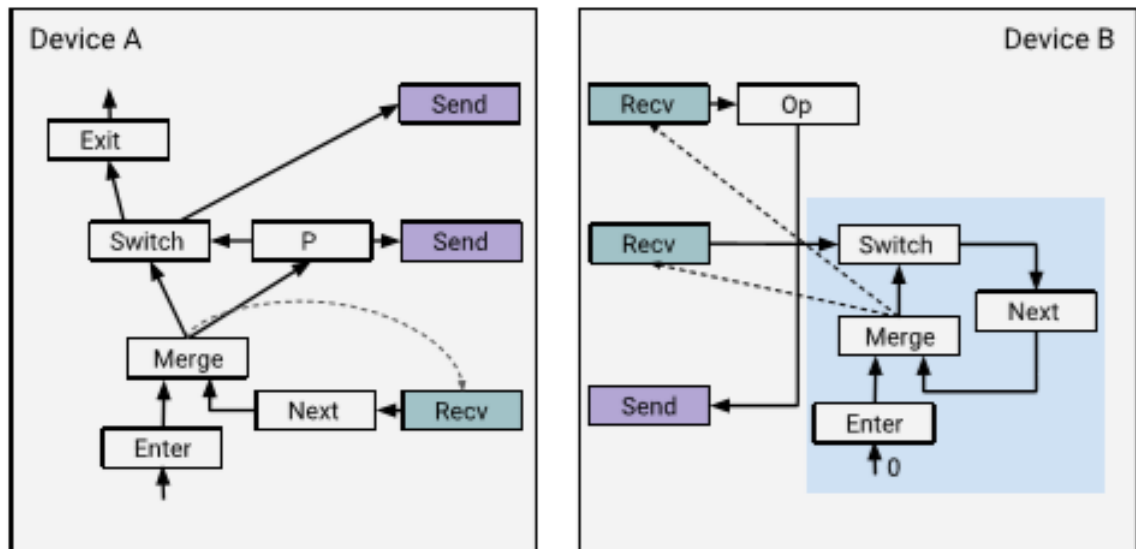 Device A
Send
Exit
Switch
P
Send
Merge
Next
Recv
Enter
Device B
Recv
Op
Recv
Switch
Next
Merge
Send
Enter
0